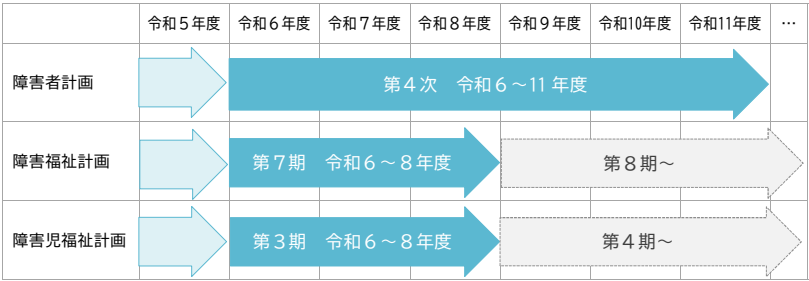 令和５年度 令和６年度 令和７年度 令和８年度 令和９年度 令和10年度 令和11年度 …
障害者計画 第４次　令和６～11 年度
障害福祉計画 第７期　令和６～８年度 第８期～
障害児福祉計画 第３期　令和６～８年度 第４期～